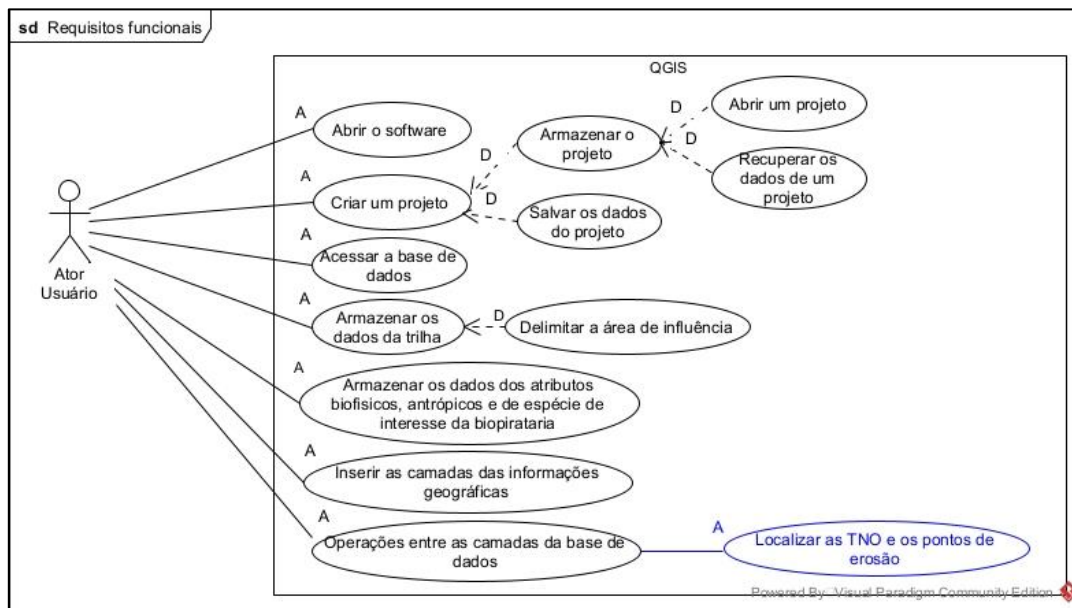 sd Requisitos funcionais
QGIS
A
Abrir o software
A
Criar um projeto
D
Armazenar o
projeto
D
Abrir um projeto
D
Recuperar os
dados de um
projeto
D
Salvar os dados
do projeto
A
Acessar a base de
dados
Ator
Usuário
A
Armazenar os
dados da trilha
D
Delimitar a área de influência
A
Armazenar os dados dos atributos
biofisicos, antrópicos e de espécie de
interesse da biopirataria
A
Inserir as camadas das informações
geográficas
A
Operações entre as camadas da base de
dados
A
Localizar as TNO e os pontos de
erosão
Powered By: Visual Paradigm Community Edition